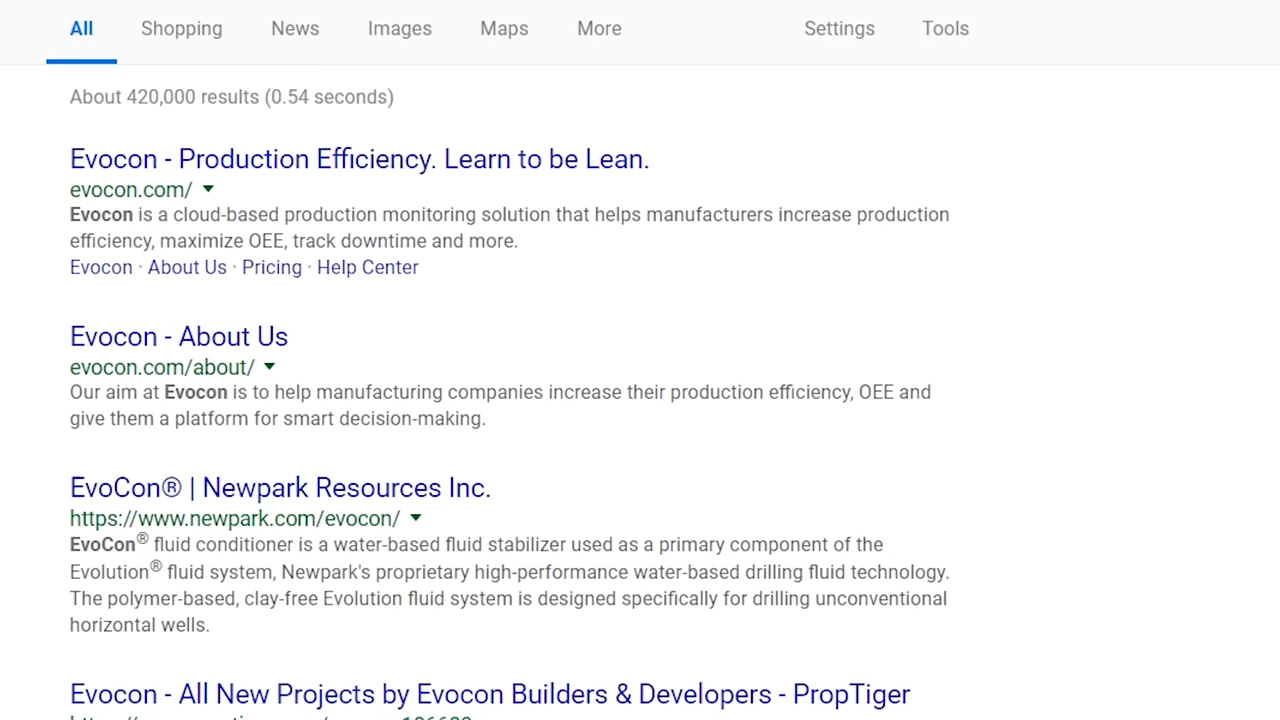 All Shopping News Images Maps More Settings Tools
About 420,000 results (0.54 seconds)
Evocon - Production Efficiency. Learn to be Lean.
evocon.com/
Evocon is a cloud-based production monitoring solution that helps manufacturers increase production
efficiency, maximize OEE, track downtime and more.
Evocon · About Us · Pricing · Help Center
Evocon - About Us
evocon.com/about/
Our aim at Evocon is to help manufacturing companies increase their production efficiency, OEE and
give them a platform for smart decision-making.
EvoCon® | Newpark Resources Inc.
https://www.newpark.com/evocon/
EvoCon® fluid conditioner is a water-based fluid stabilizer used as a primary component of the
Evolution® fluid system, Newpark's proprietary high-performance water-based drilling fluid technology.
The polymer-based, clay-free Evolution fluid system is designed specifically for drilling unconventional
horizontal wells.
Evocon - All New Projects by Evocon Builders & Developers - PropTiger